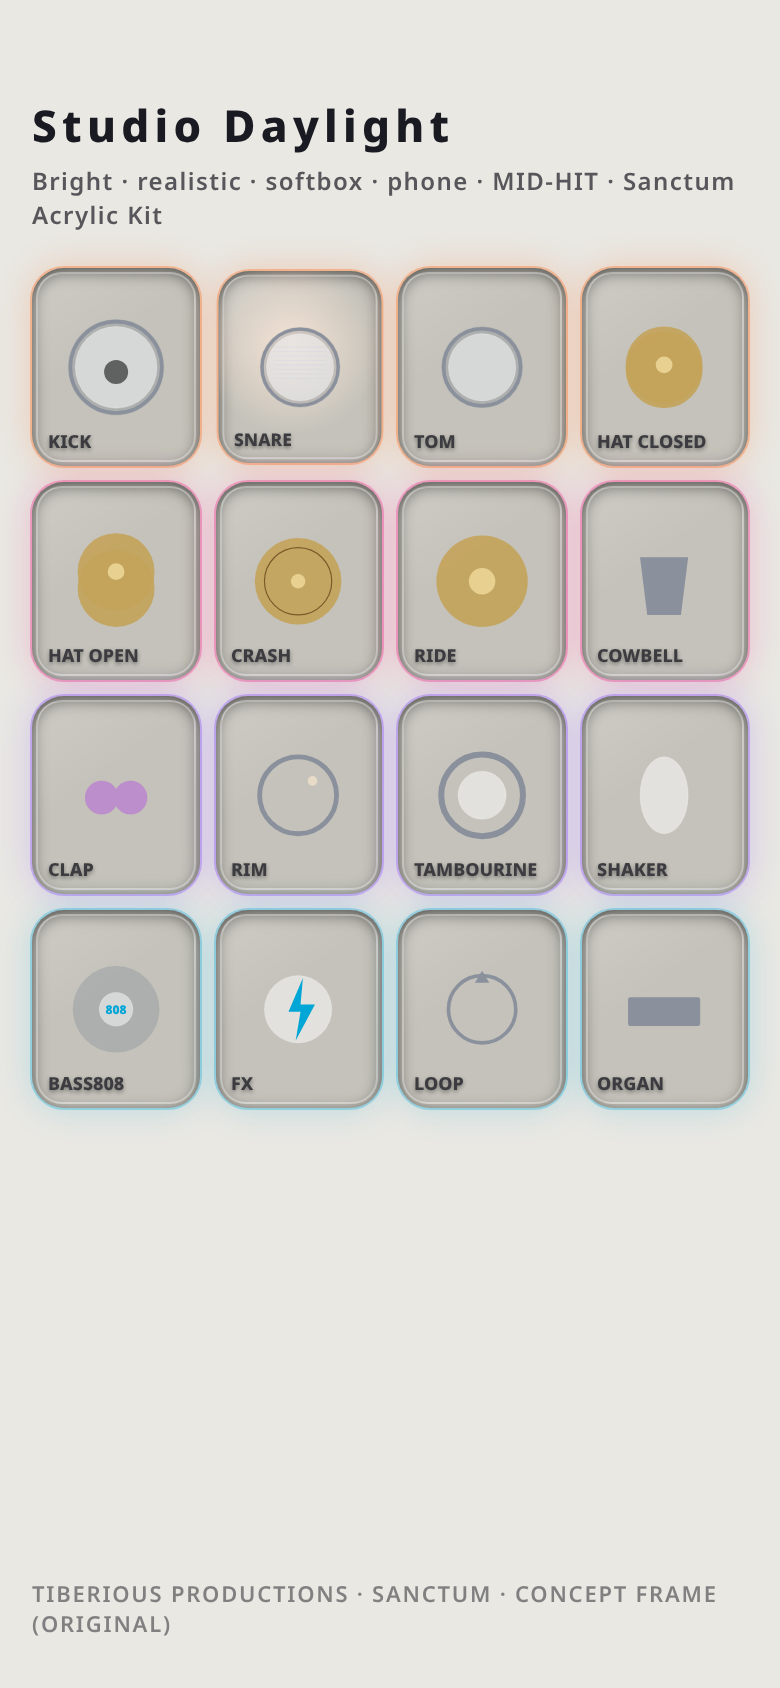 Studio Daylight
Bright · realistic · softbox · phone · MID-HIT · Sanctum
Acrylic Kit
KICK
SNARE
TOM
HAT CLOSED
HAT OPEN
CRASH
RIDE
COWBELL
CLAP
RIM
TAMBOURINE
SHAKER
808
BASS808
FX
LOOP
ORGAN
TIBERIOUS PRODUCTIONS · SANCTUM · CONCEPT FRAME
(ORIGINAL)